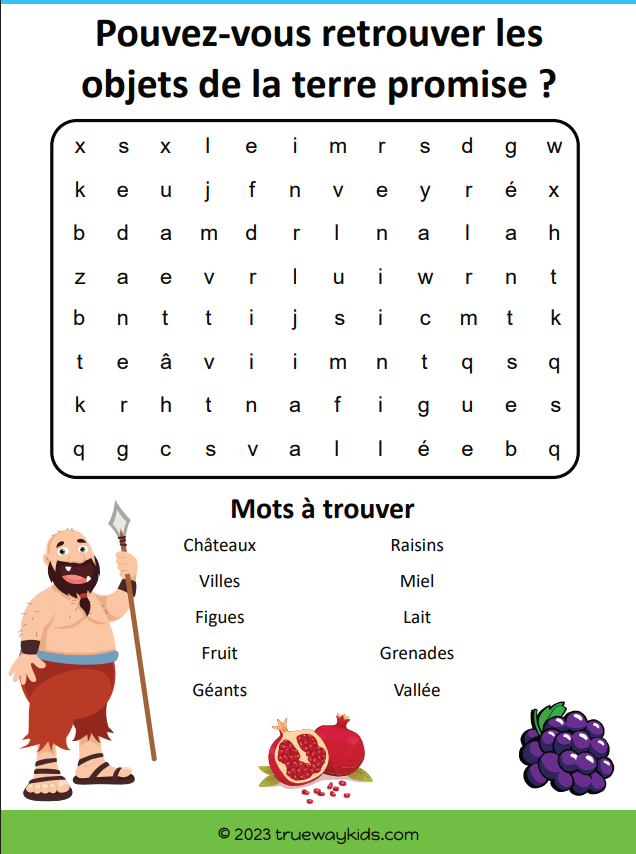 Pouvez-vous retrouver les
objets de la terre promise ?
x s x l e i m r s d g w
k e u j f n v e y r é x
b d a m d r l n a l a h
z a e v r l u i w r n t
b n t t i j s i c m t k
t e â v i i m n t q s q
k r h t n a f i g u e s
q g c s v a l l é e b q
Mots à trouver
Châteaux Raisins
Villes Miel
Figues Lait
Fruit Grenades
Géants Vallée
© 2023 truewaykids.com